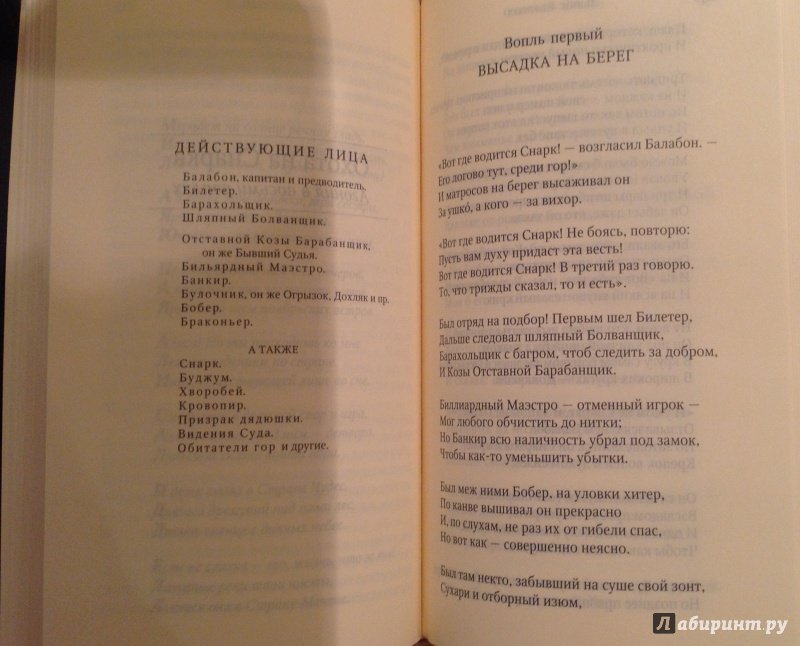 ДЕЙСТВУЮЩИЕ ЛИЦА
Балабон, капитан и предводитель.
Билетер.
Барахольщик.
Шляпный Болванщик.
Отставной Козы Барабанщик,
он же Бывший Судья.
Бильярдный Маэстро.
Банкир.
Булочник, он же Огрызок, Дохляк и пр.
Бобер.
Браконьер.
А ТАКЖЕ
Снарк.
Буджум.
Хворобей.
Кровопир.
Призрак дядюшки.
Видения Суда.
Обитатели гор и другие.
Вопль первый
ВЫСАДКА НА БЕРЕГ
«Вот где водится Снарк! — возгласил Балабон. —
Его логово тут, среди гор!»
И матросов на берег высаживал он
За ушко́, а кого — за вихор.
«Вот где водится Снарк! Не боясь, повторю:
Пусть вам духу придаст эта весть!
Вот где водится Снарк! В третий раз говорю.
То, что трижды сказал, то и есть».
Был отряд на подбор! Первым шел Билетер,
Дальше следовал шляпный Болванщик,
Барахольщик с багром, чтоб следить за добром,
И Козы Отставной Барабанщик.
Биллиардный Маэстро — отменный игрок —
Мог любого обчистить до нитки;
Но Банкир всю наличность убрал под замок,
Чтобы как-то уменьшить убытки.
Был меж ними Бобер, на уловки хитер,
По канве вышивал он прекрасно
И, по слухам, не раз их от гибели спас,
Но вот как — совершенно неясно.
Был там некто, забывший на суше свой зонт,
Сухари и отборный изюм,
Лабиринт.ру